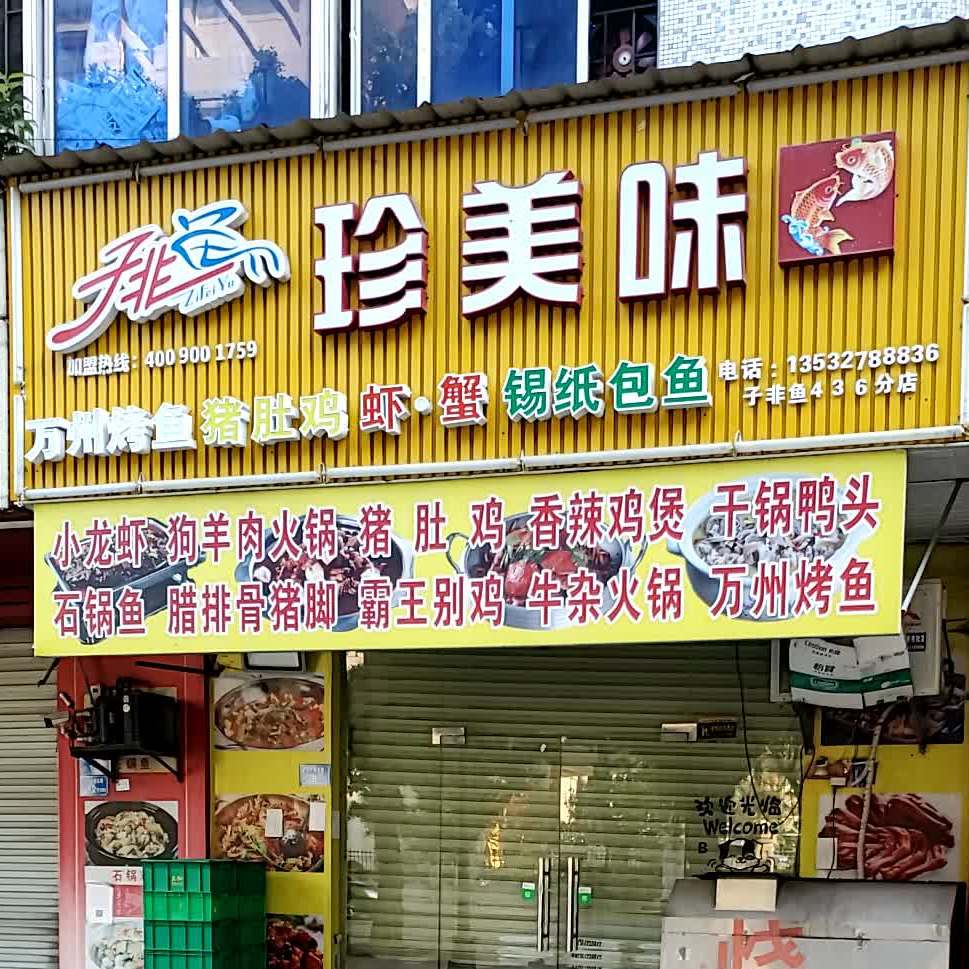 子非鱼
ZiFeiYu
珍美味
加盟热线：400 900 1759
电话：13532788836
子非鱼436分店
万州烤鱼 猪肚鸡 虾·蟹 锡纸包鱼
小龙虾 狗羊肉火锅 猪肚鸡 香辣鸡煲 干锅鸭头
石锅鱼 腊排骨猪脚 霸王别鸡 牛杂火锅 万州烤鱼
欢迎光临
Welcome
B
石锅
烧